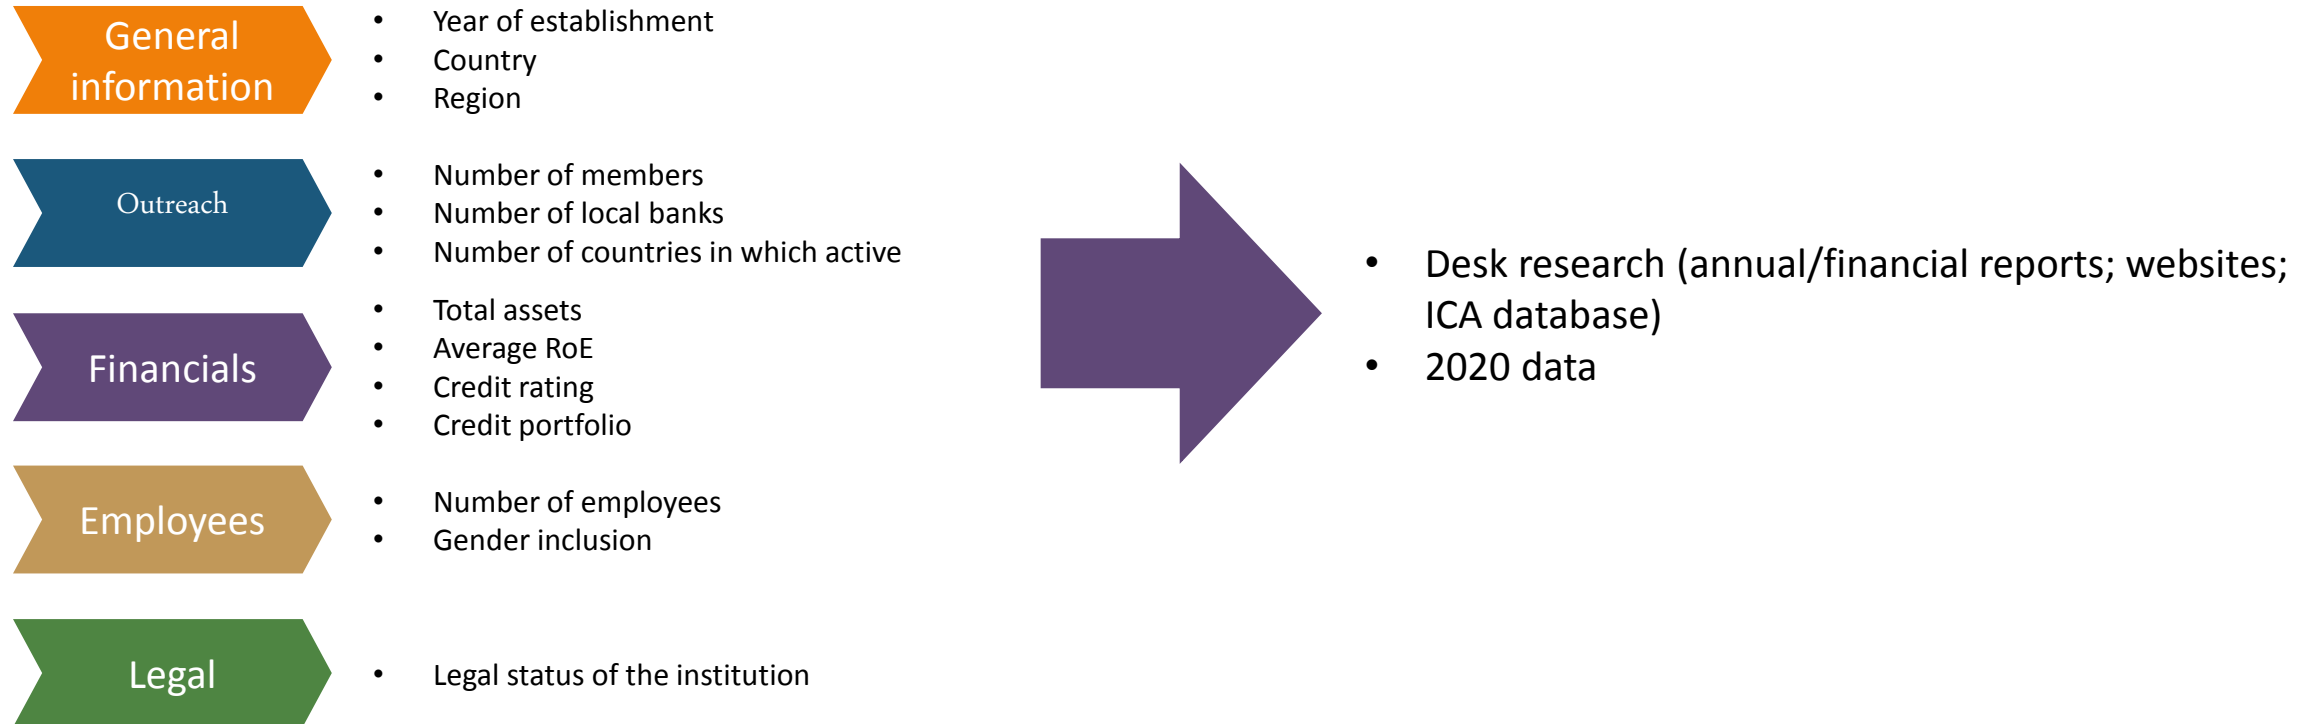 General
information
• Year of establishment
• Country
• Region
Outreach
• Number of members
• Number of local banks
• Number of countries in which active
Financials
• Total assets
• Average RoE
• Credit rating
• Credit portfolio
Employees
• Number of employees
• Gender inclusion
Legal
• Legal status of the institution
• Desk research (annual/financial reports; websites;
ICA database)
• 2020 data